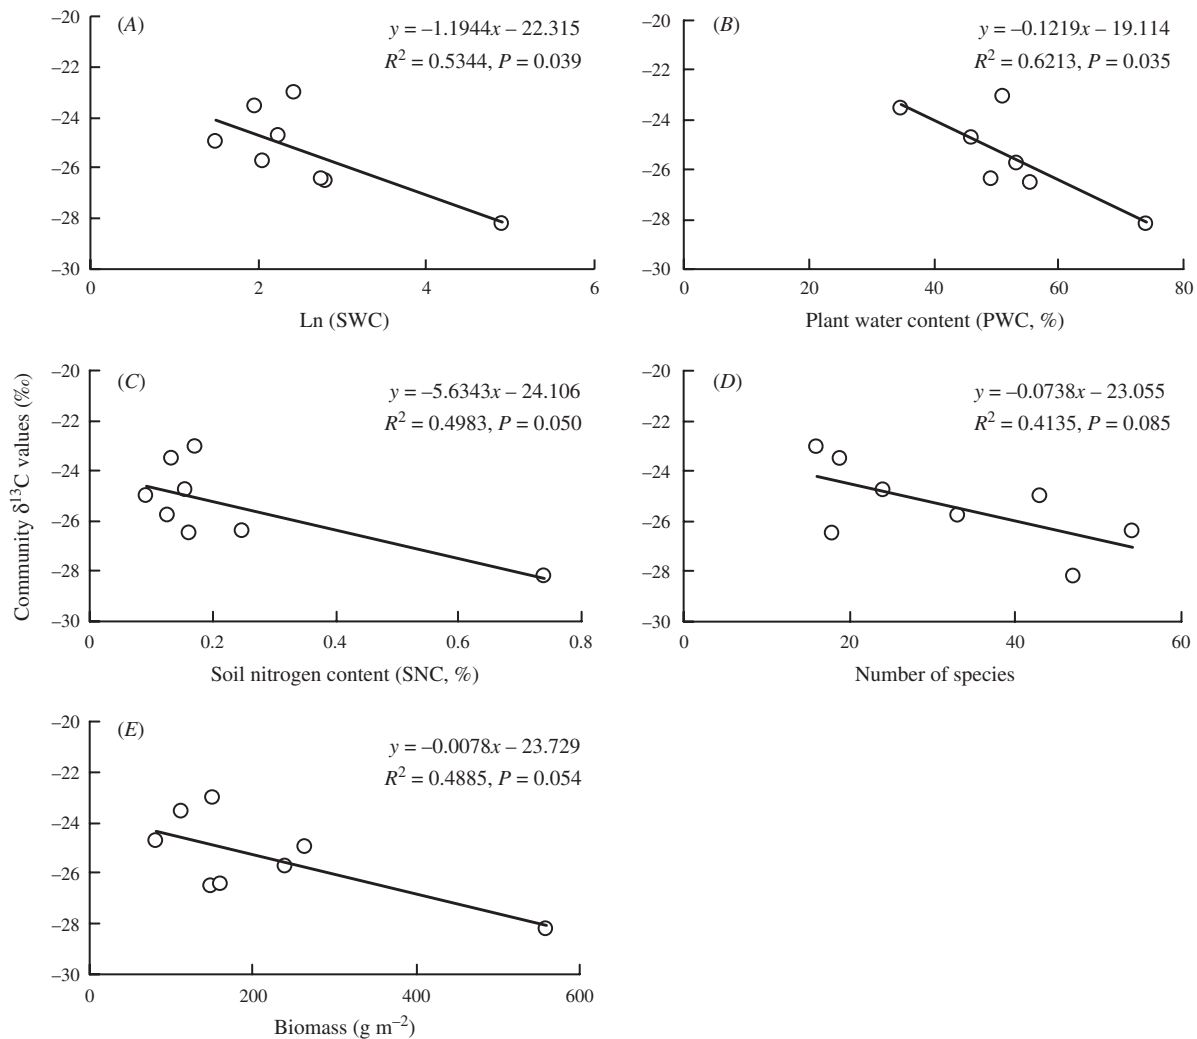 (A)
y = –1.1944x – 22.315
R² = 0.5344, P = 0.039
–20
–22
–24
–26
–28
–30
0 2 4 6
Ln (SWC)
(B)
y = –0.1219x – 19.114
R² = 0.6213, P = 0.035
–20
–22
–24
–26
–28
–30
0 20 40 60 80
Plant water content (PWC, %)
Community δ¹³C values (‰)
(C)
y = –5.6343x – 24.106
R² = 0.4983, P = 0.050
–20
–22
–24
–26
–28
–30
0 0.2 0.4 0.6 0.8
Soil nitrogen content (SNC, %)
(D)
y = –0.0738x – 23.055
R² = 0.4135, P = 0.085
–20
–22
–24
–26
–28
–30
0 20 40 60
Number of species
(E)
y = –0.0078x – 23.729
R² = 0.4885, P = 0.054
–20
–22
–24
–26
–28
–30
0 200 400 600
Biomass (g m⁻²)